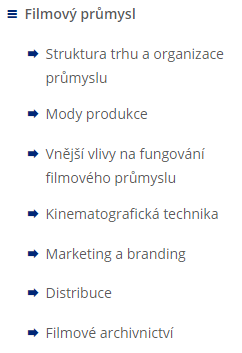 Filmový průmysl
Struktura trhu a organizace
průmyslu
Mody produkce
Vnější vlivy na fungování
filmového průmyslu
Kinematografická technika
Marketing a branding
Distribuce
Filmové archivnictví